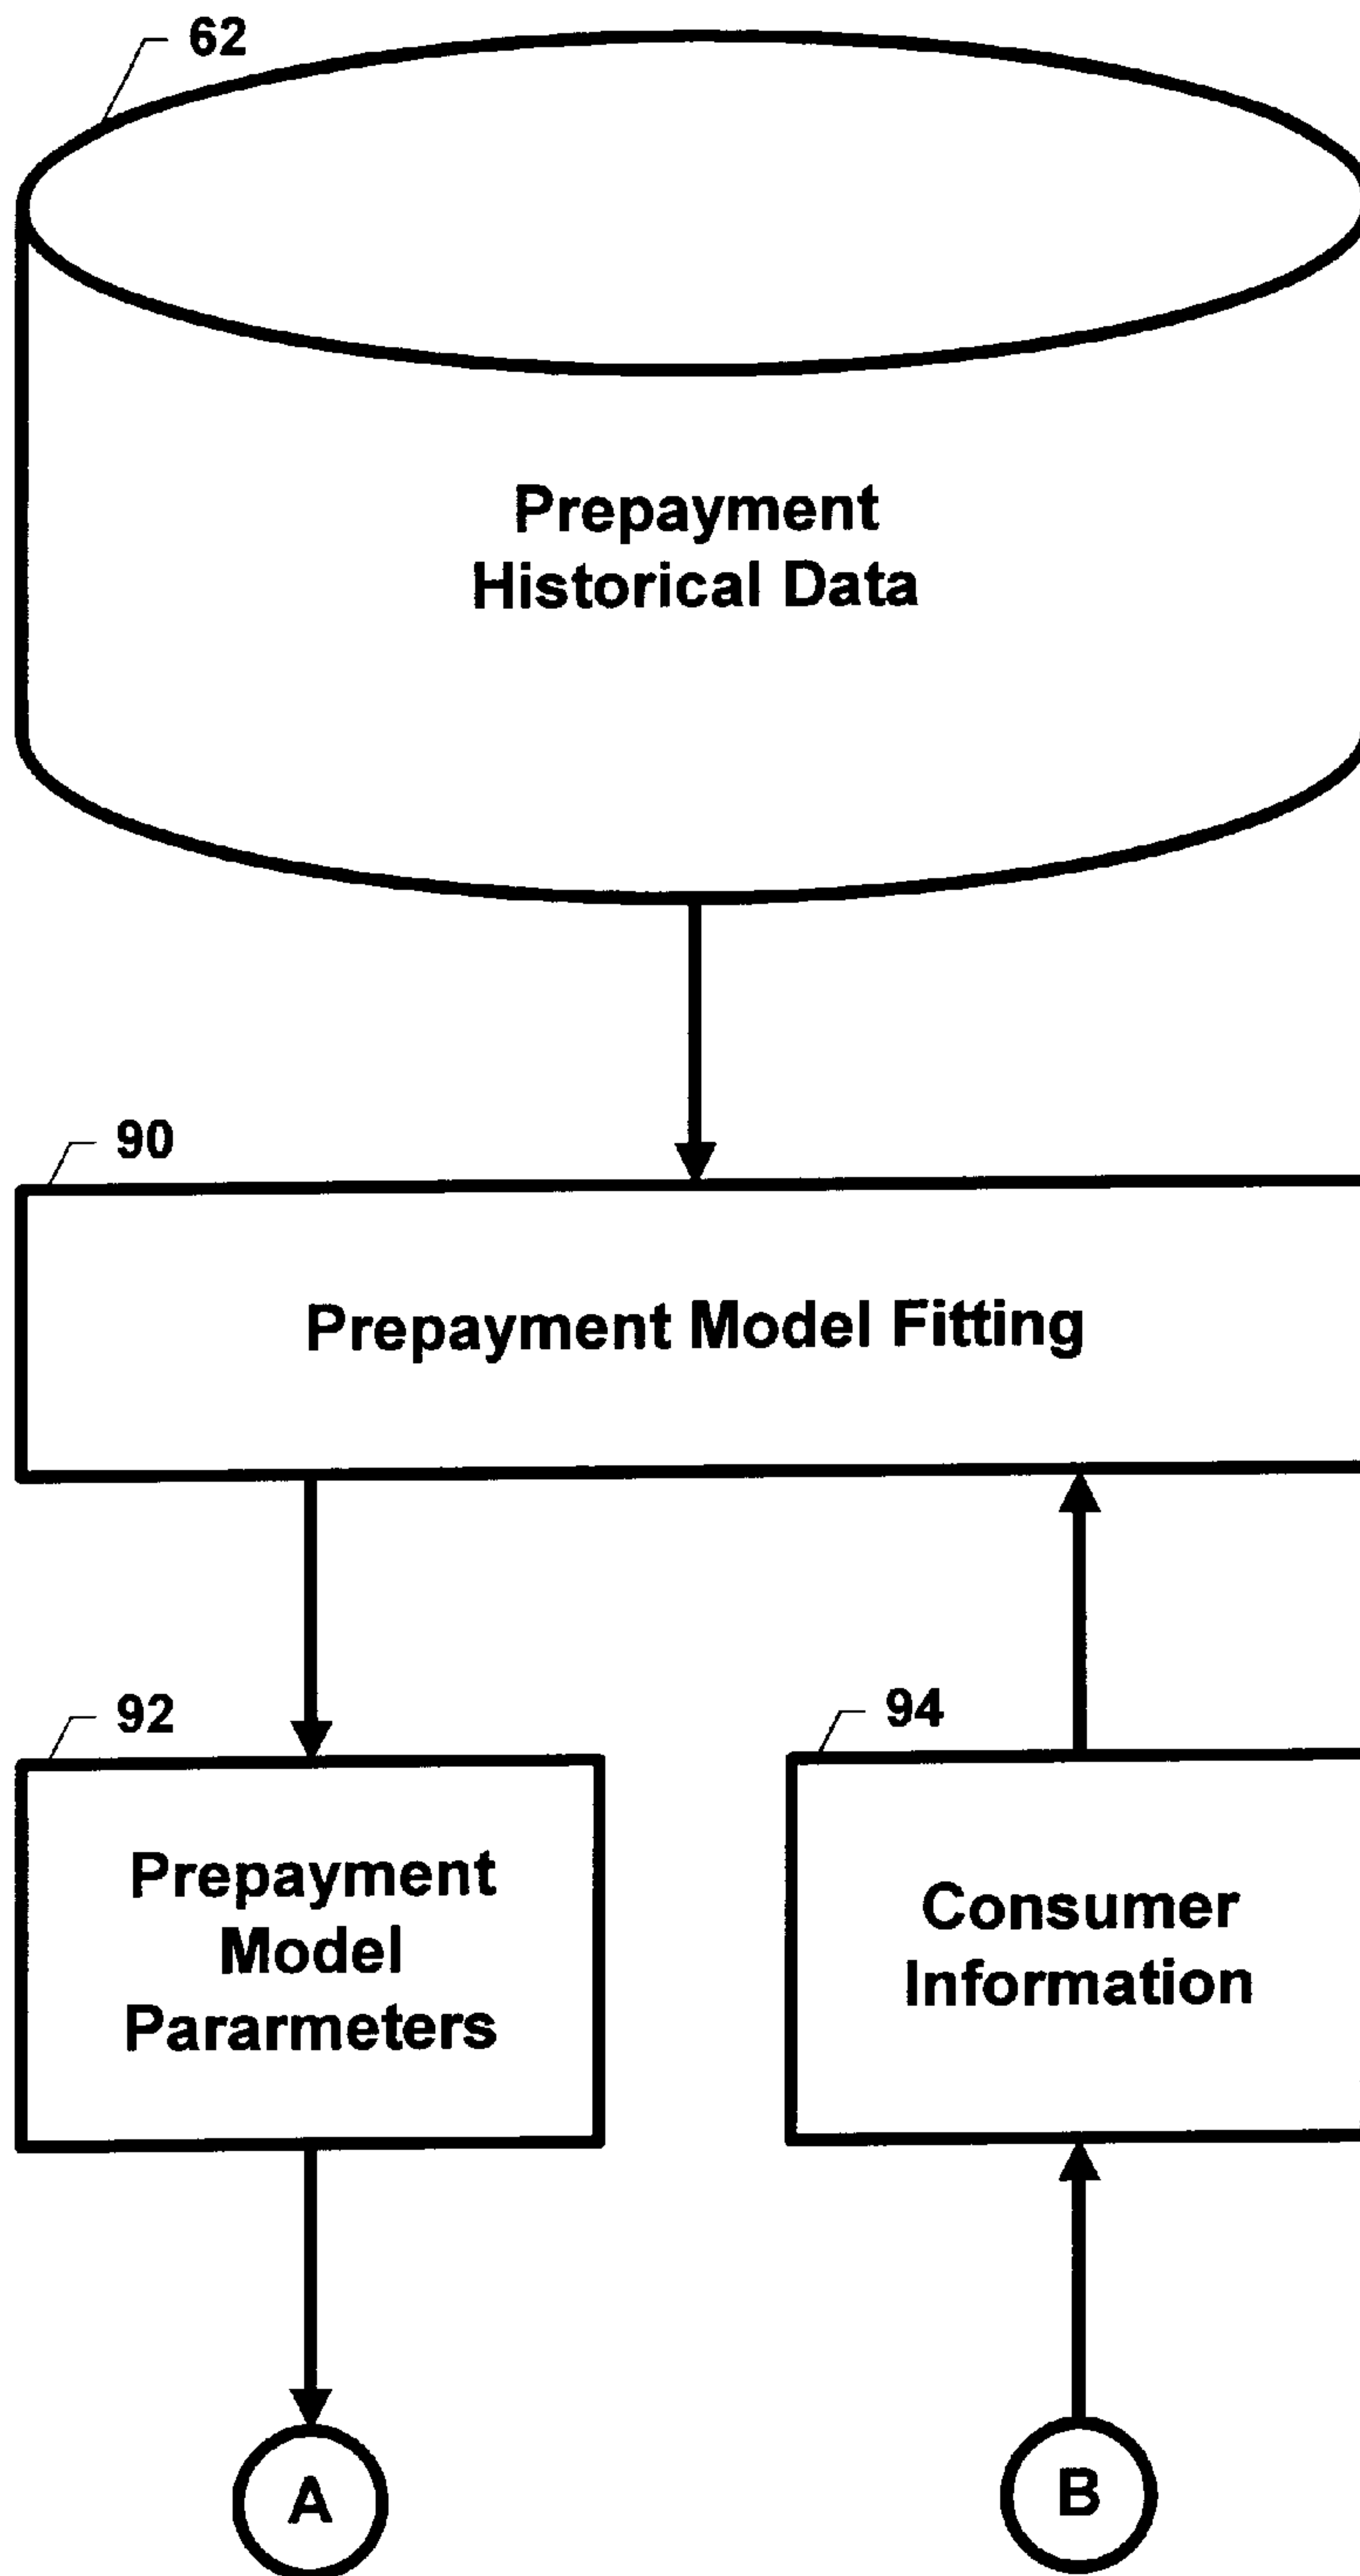 62
Prepayment
Historical Data
90
Prepayment Model Fitting
92
Prepayment
Model
Pararmeters
94
Consumer
Information
A
B